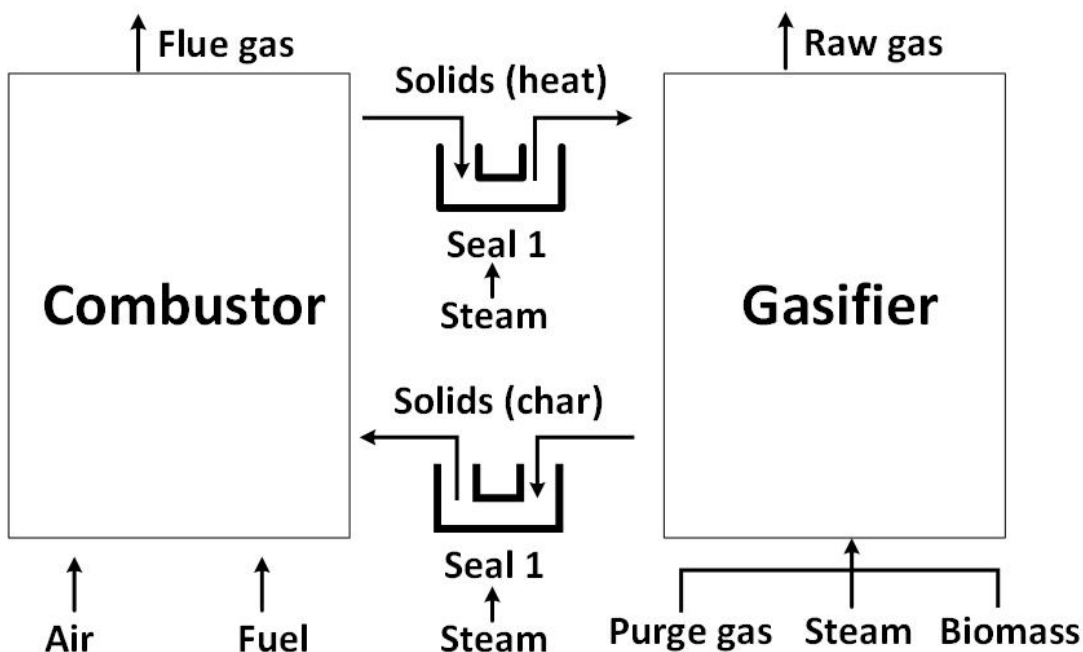 Flue gas
Raw gas
Solids (heat)
Seal 1
Steam
Combustor
Gasifier
Solids (char)
Seal 1
Steam
Air
Fuel
Purge gas
Steam
Biomass